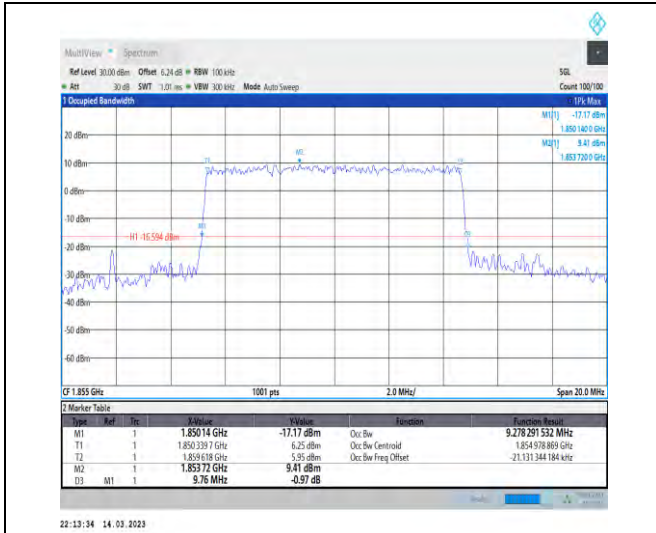 MultiView Spectrum
Ref Level 30.00 dBm Offset 6.24 dB RBW 100 kHz SGL
Att 30 dB SWT 1.01 ms VBW 300 kHz Mode Auto Sweep Count 100/100
1 Occupied Bandwidth 1Pk Max
M1[1] -17.17 dBm
1.850 140 0 GHz
M2[1] 9.41 dBm
1.853 720 0 GHz
20 dBm
10 dBm
0 dBm
-10 dBm
H1 -16.594 dBm
-20 dBm
-30 dBm
-40 dBm
-50 dBm
-60 dBm
CF 1.855 GHz 1001 pts 2.0 MHz/ Span 20.0 MHz
2 Marker Table
Type Ref Trc X-Value Y-Value Function Function Result
M1 1 1.85014 GHz -17.17 dBm Occ Bw 9.278 291 532 MHz
T1 1 1.850 339 7 GHz 6.25 dBm Occ Bw Centroid 1.854 978 869 GHz
T2 1 1.859 618 GHz 5.95 dBm Occ Bw Freq Offset -21.131 344 184 kHz
M2 1 1.85372 GHz 9.41 dBm
D3 M1 1 9.76 MHz -0.97 dB
22:13:34 14.03.2023